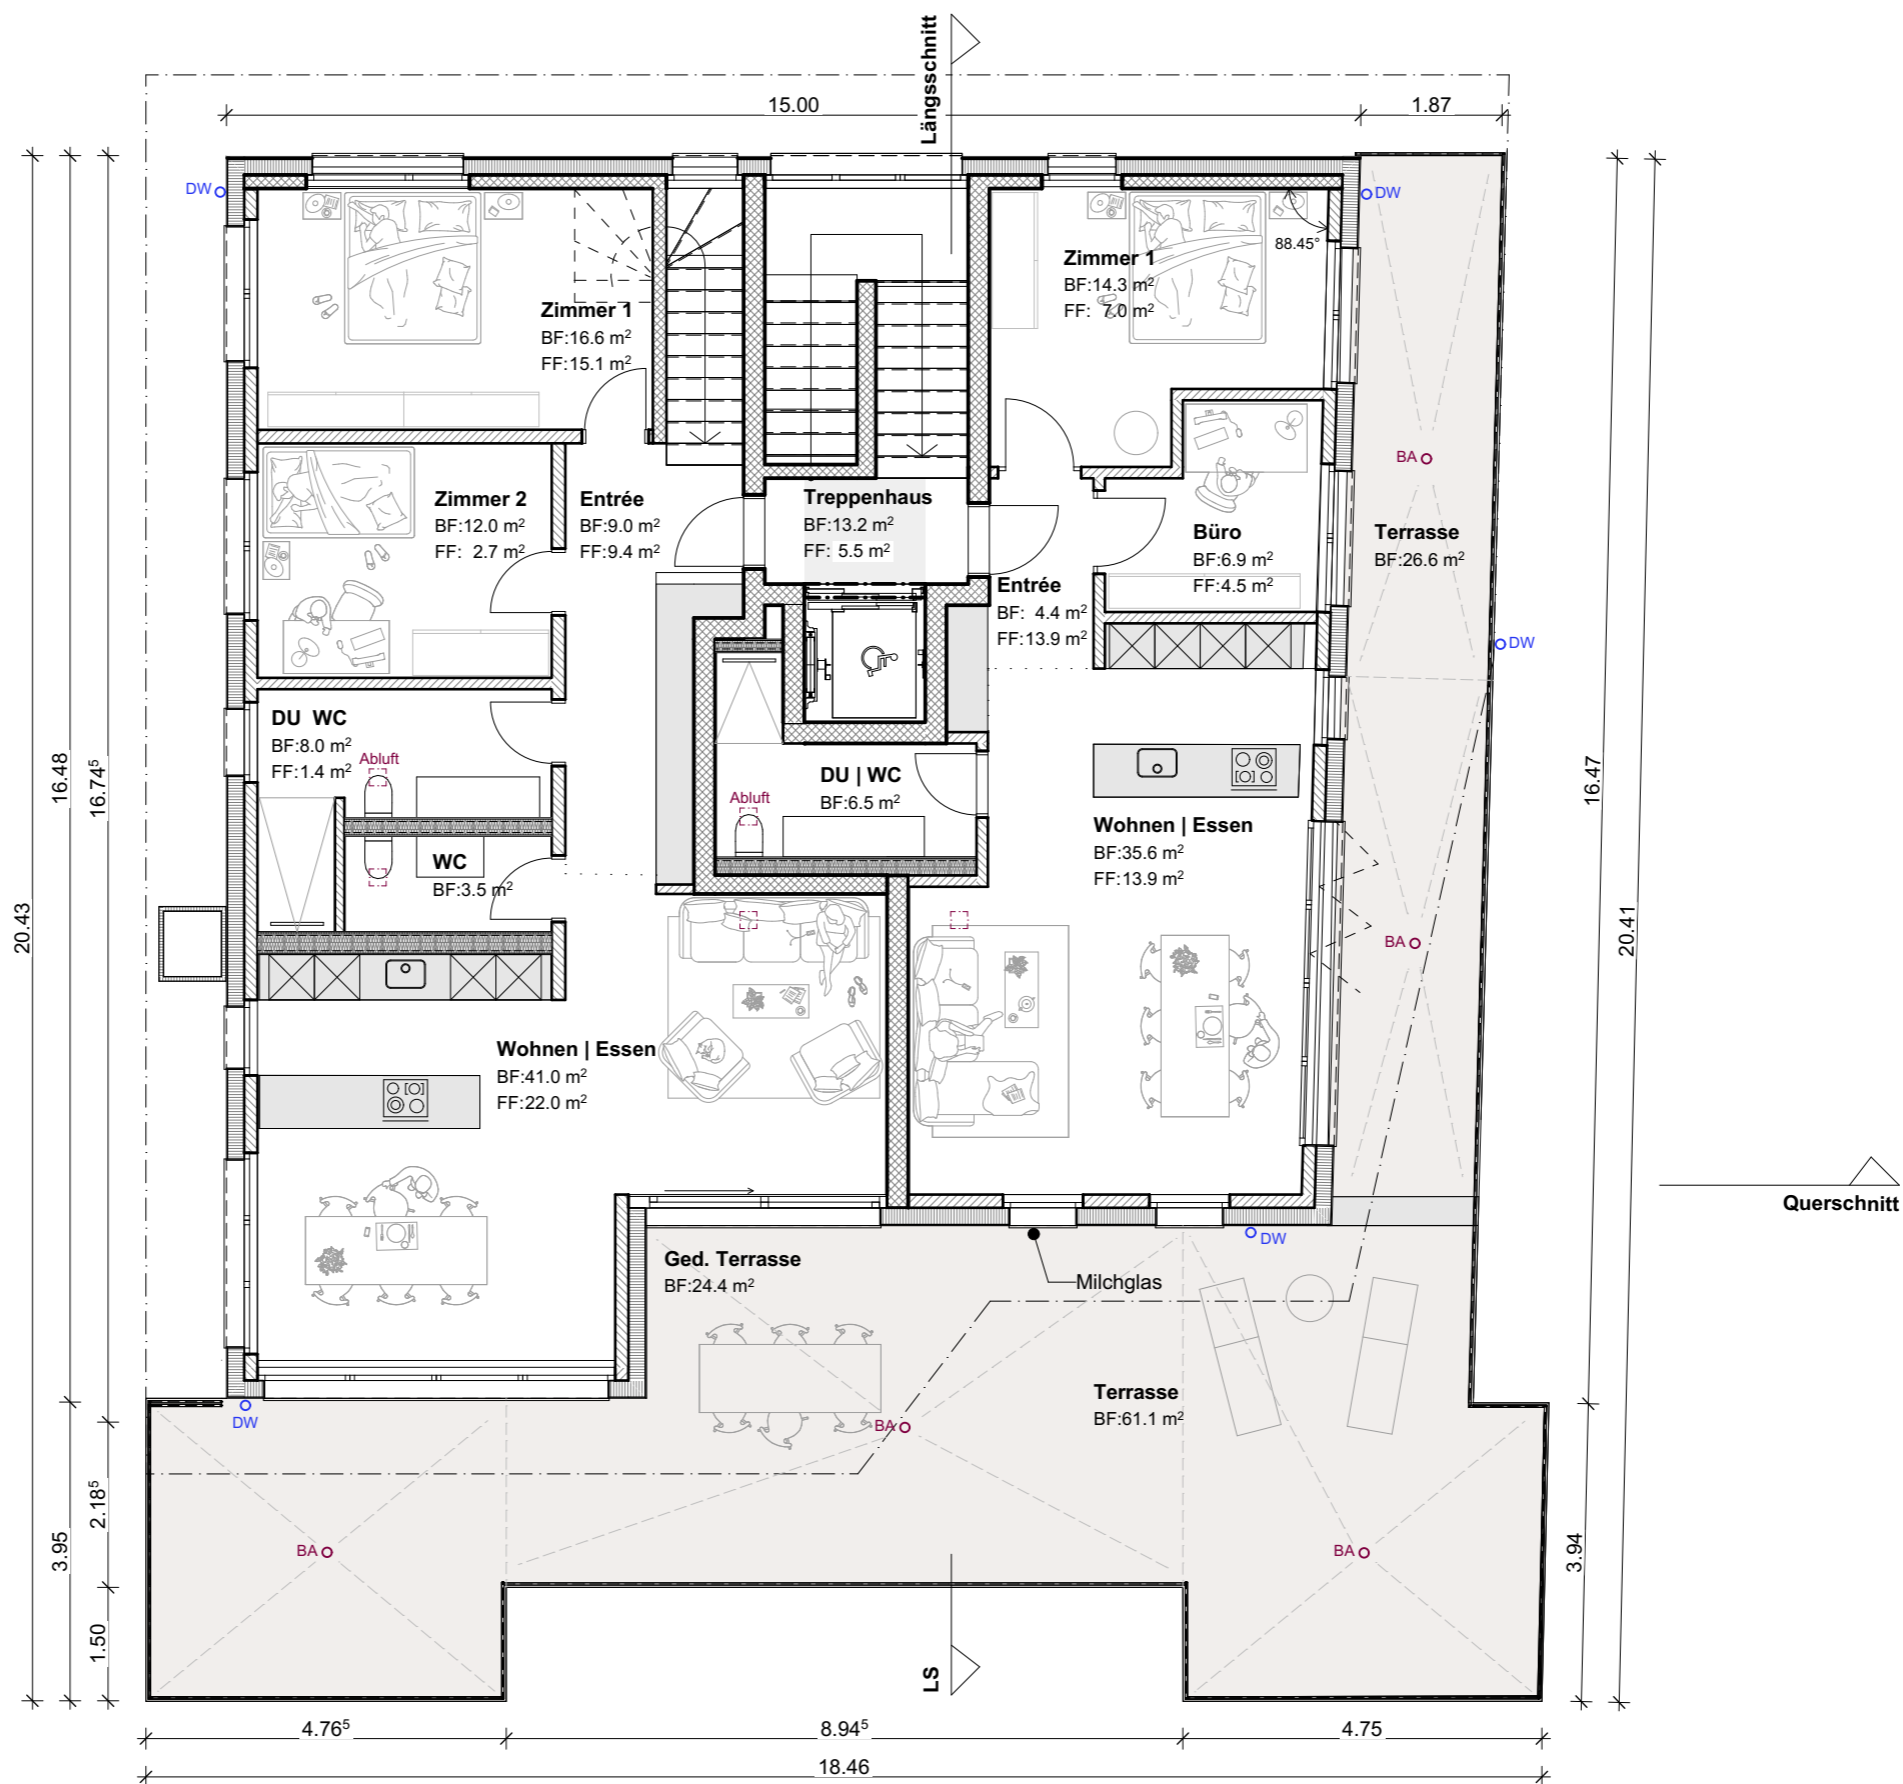 Längsschnitt
15.00
1.87
DW
DW
88.45°
Zimmer 1
BF:14.3 m²
FF: 7.0 m²
Zimmer 1
BF:16.6 m²
FF:15.1 m²
BA
Zimmer 2
BF:12.0 m²
FF: 2.7 m²
Entrée
BF:9.0 m²
FF:9.4 m²
Treppenhaus
BF:13.2 m²
FF: 5.5 m²
Büro
BF:6.9 m²
FF:4.5 m²
Terrasse
BF:26.6 m²
Entrée
BF: 4.4 m²
FF:13.9 m²
DW
DU WC
BF:8.0 m²
FF:1.4 m²
Abluft
DU | WC
BF:6.5 m²
Abluft
16.48
16.74⁵
16.47
Wohnen | Essen
BF:35.6 m²
FF:13.9 m²
WC
BF:3.5 m²
20.43
20.41
BA
Wohnen | Essen
BF:41.0 m²
FF:22.0 m²
Querschnitt
DW
Ged. Terrasse
BF:24.4 m²
Milchglas
Terrasse
BF:61.1 m²
DW
BA
2.18⁵
3.95
3.94
BA
BA
1.50
LS
4.76⁵
8.94⁵
4.75
18.46